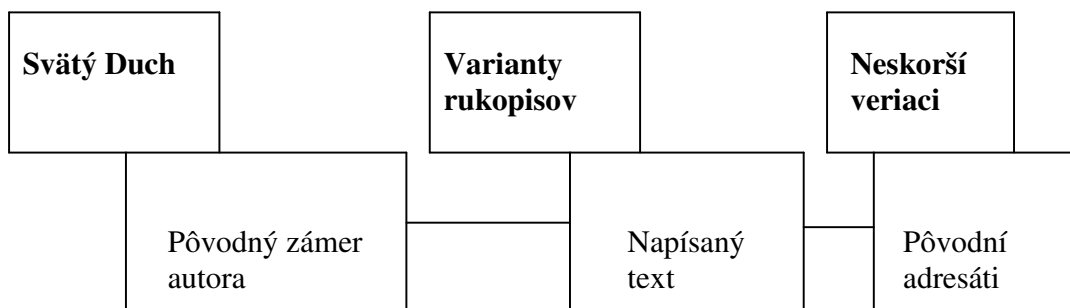 Svätý Duch
Varianty
rukopisov
Neskorší
veriaci
Pôvodný zámer
autora
Napísaný
text
Pôvodní
adresáti